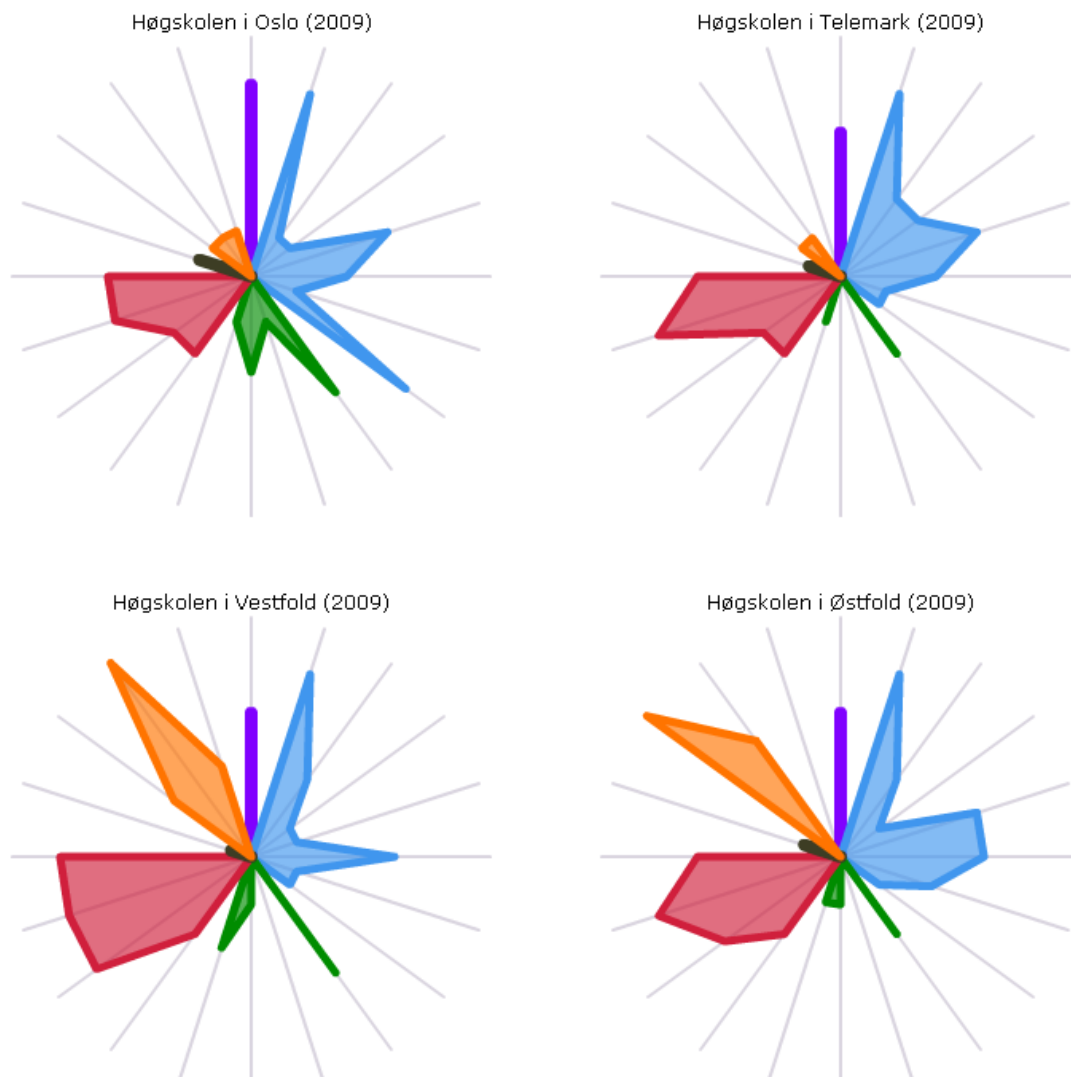 Høgskolen i Oslo (2009)
Høgskolen i Telemark (2009)
Høgskolen i Vestfold (2009)
Høgskolen i Østfold (2009)